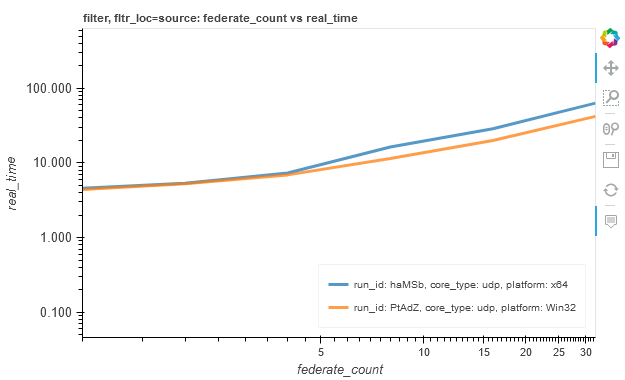 filter, fltr_loc=source: federate_count vs real_time
100.000
10.000
1.000
0.100
real_time
run_id: haMSb, core_type: udp, platform: x64
run_id: PtAdZ, core_type: udp, platform: Win32
5
10
15
20
25
30
federate_count